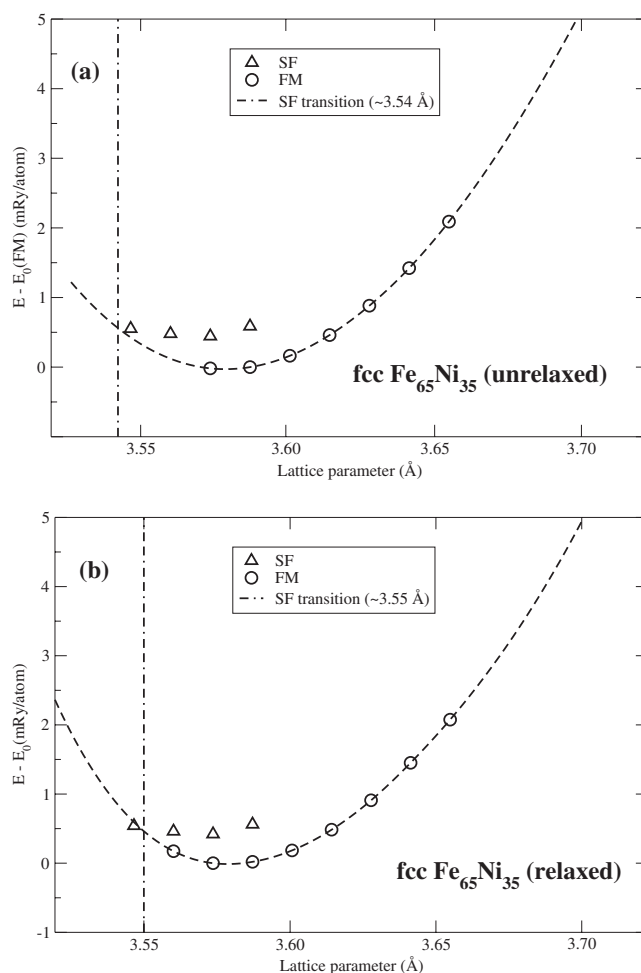 5
4
3
2
1
0
(a)
SF
FM
SF transition (~3.54 Å)
E - E₀(FM) (mRy/atom)
fcc Fe₆₅Ni₃₅ (unrelaxed)
3.55
3.60
3.65
3.70
Lattice parameter (Å)
5
4
3
2
1
0
-1
(b)
SF
FM
SF transition (~3.55 Å)
E - E₀(mRy/atom)
fcc Fe₆₅Ni₃₅ (relaxed)
3.55
3.60
3.65
3.70
Lattice parameter (Å)